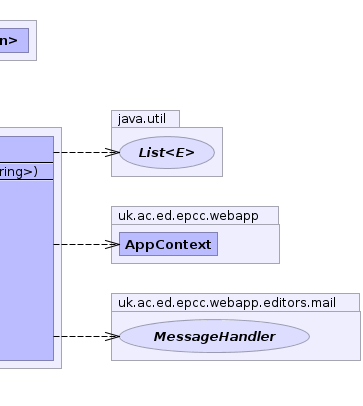 n>
java.util
List<E>
ring>)
uk.ac.ed.epcc.webapp
AppContext
uk.ac.ed.epcc.webapp.editors.mail
MessageHandler